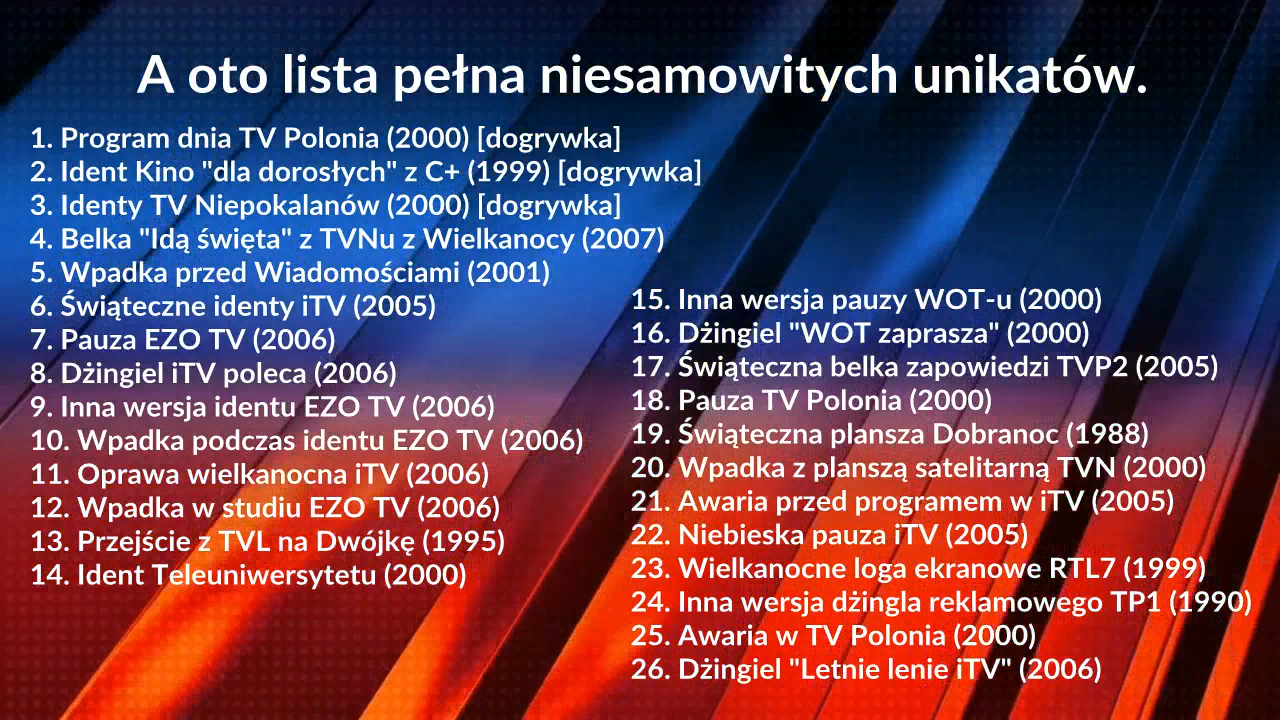 A oto lista pełna niesamowitych unikatów.
1. Program dnia TV Polonia (2000) [dogrywka]
2. Ident Kino "dla dorosłych" z C+ (1999) [dogrywka]
3. Identy TV Niepokalanów (2000) [dogrywka]
4. Belka "Idą święta" z TVNu z Wielkanocy (2007)
5. Wpadka przed Wiadomościami (2001)
6. Świąteczne identy iTV (2005)
7. Pauza EZO TV (2006)
8. Dżingiel iTV poleca (2006)
9. Inna wersja identu EZO TV (2006)
10. Wpadka podczas identu EZO TV (2006)
11. Oprawa wielkanocna iTV (2006)
12. Wpadka w studiu EZO TV (2006)
13. Przejście z TVL na Dwójkę (1995)
14. Ident Teleuniwersytetu (2000)
15. Inna wersja pauzy WOT-u (2000)
16. Dżingiel "WOT zaprasza" (2000)
17. Świąteczna belka zapowiedzi TVP2 (2005)
18. Pauza TV Polonia (2000)
19. Świąteczna plansza Dobranoc (1988)
20. Wpadka z planszą satelitarną TVN (2000)
21. Awaria przed programem w iTV (2005)
22. Niebieska pauza iTV (2005)
23. Wielkanocne loga ekranowe RTL7 (1999)
24. Inna wersja dżingla reklamowego TP1 (1990)
25. Awaria w TV Polonia (2000)
26. Dżingiel "Letnie lenie iTV" (2006)